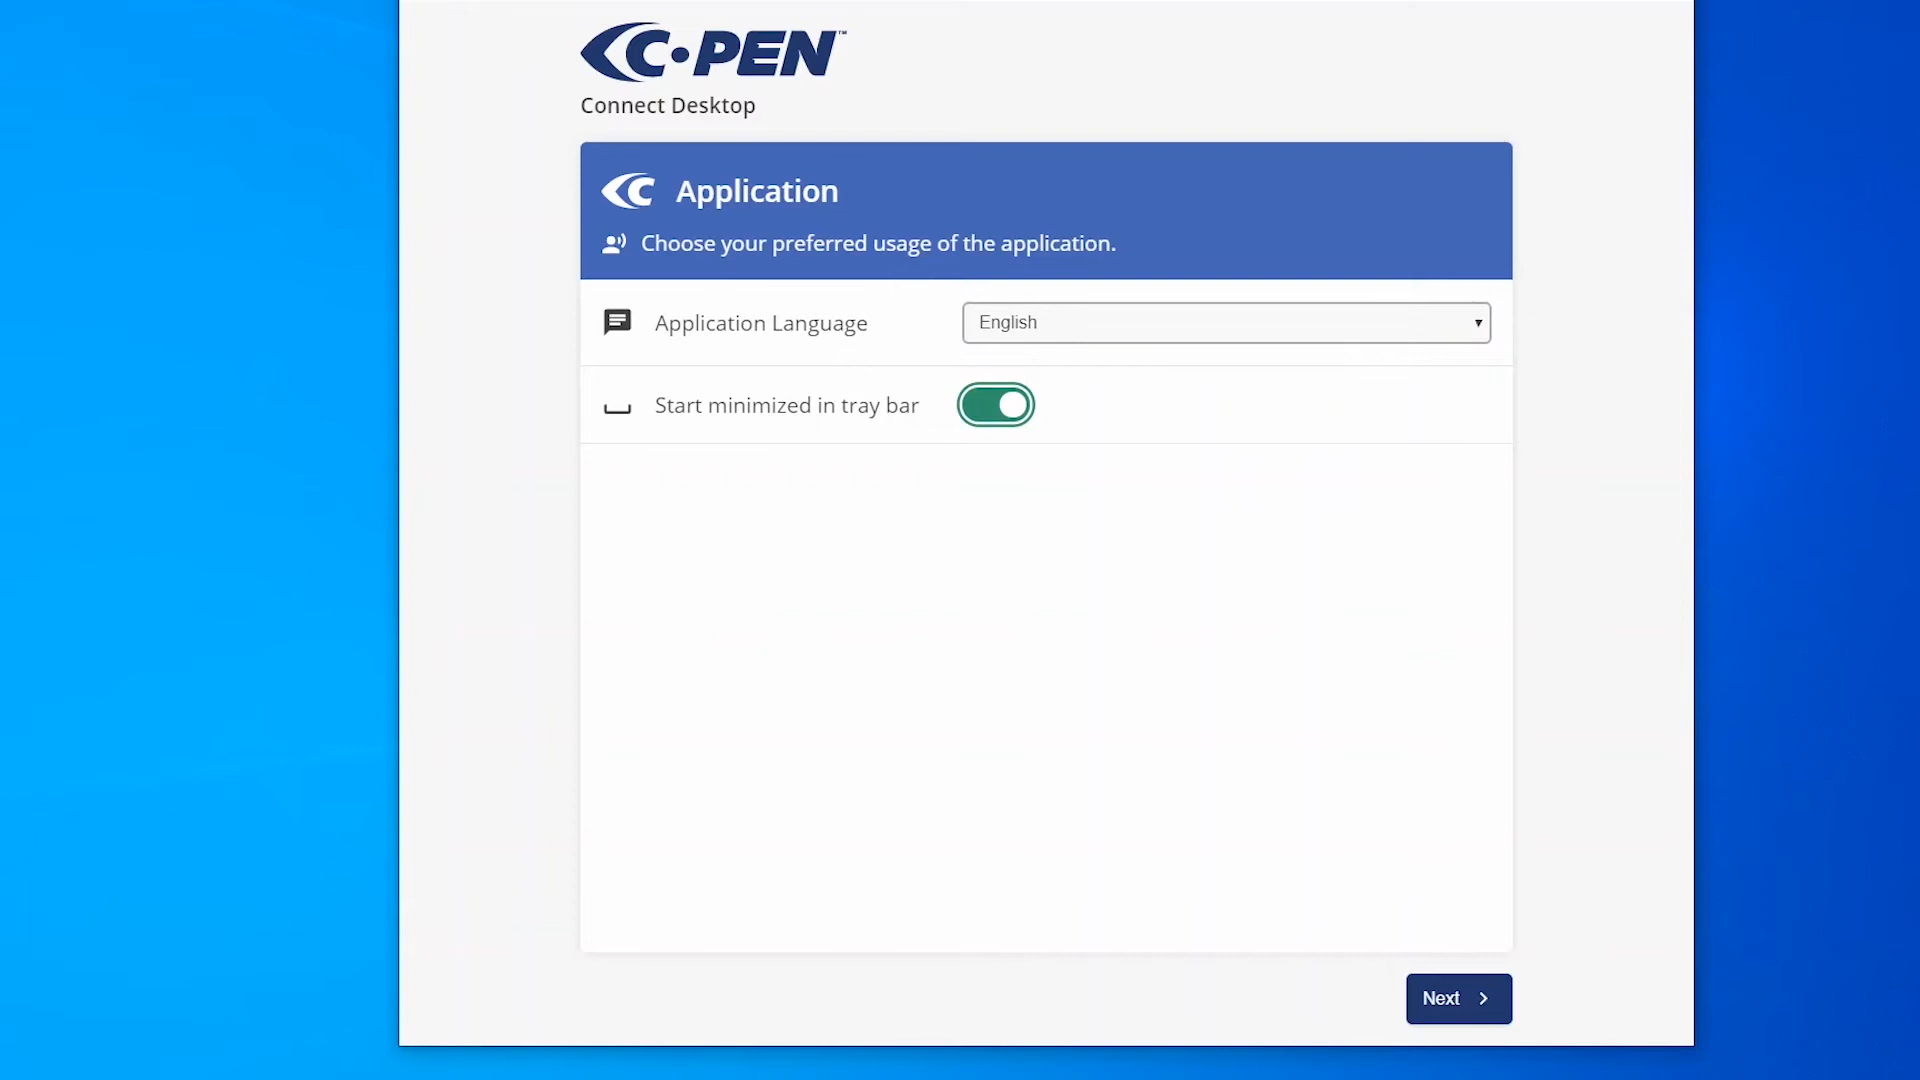 C•PEN™
Connect Desktop
Application
Choose your preferred usage of the application.
Application Language
English
Start minimized in tray bar
Next